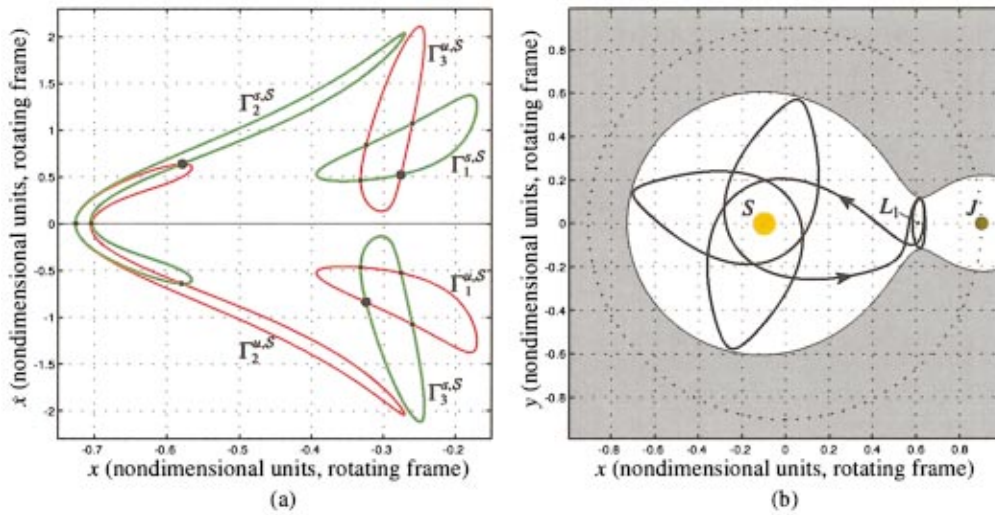 2
1.5
1
0.5
0
-0.5
-1
-1.5
-2
ẋ (nondimensional units, rotating frame)
Γ₃ᵘ,ˢ
Γ₂ˢ,ˢ
Γ₁ˢ,ˢ
Γ₁ᵘ,ˢ
Γ₂ᵘ,ˢ
Γ₃ˢ,ˢ
-0.7 -0.6 -0.5 -0.4 -0.3 -0.2
x (nondimensional units, rotating frame)
(a)
0.8
0.6
0.4
0.2
0
-0.2
-0.4
-0.6
-0.8
y (nondimensional units, rotating frame)
S
L₁
J
-0.8 -0.6 -0.4 -0.2 0 0.2 0.4 0.6 0.8
x (nondimensional units, rotating frame)
(b)